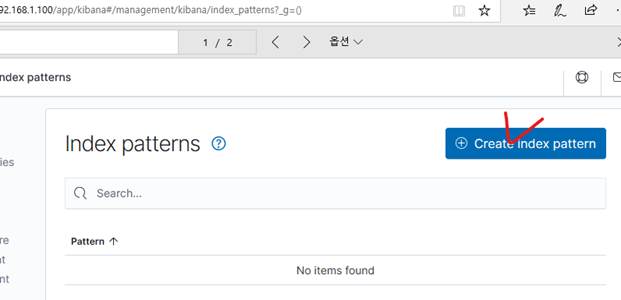 92.168.1.100/app/kibana#/management/kibana/index_patterns?_g=()
1 / 2
옵션
ndex patterns
Index patterns
Create index pattern
ies
Search...
re
Pattern
nt
No items found
nt